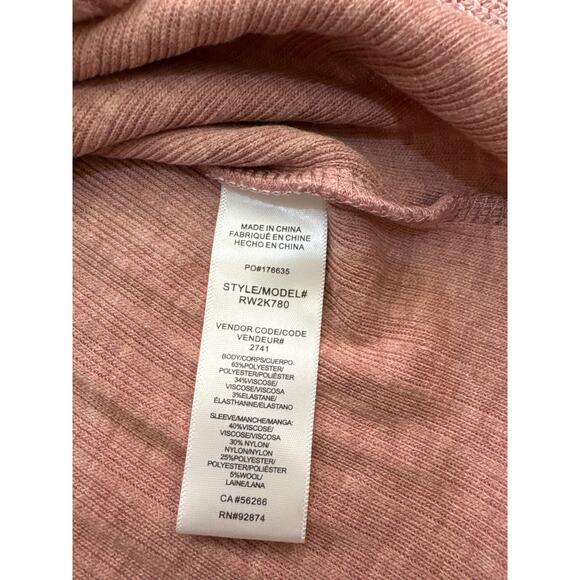 MADE IN CHINA
FABRIQUÉ EN CHINE
HECHO EN CHINA
PO#176635
STYLE/MODEL#
RW2K780
VENDOR CODE/CODE
VENDEUR#
2741
BODY/CORPS/CUERPO:
63%POLYESTER/
POLYESTER/POLIÉSTER
34%VISCOSE/
VISCOSE/VISCOSA
3%ELASTANE/
ÉLASTHANNE/ELASTANO
SLEEVE/MANCHE/MANGA:
40%VISCOSE/
VISCOSE/VISCOSA
30% NYLON/
NYLON/NYLON
25%POLYESTER/
POLYESTER/POLIÉSTER
5%WOOL/
LAINE/LANA
CA#56266
RN#92874